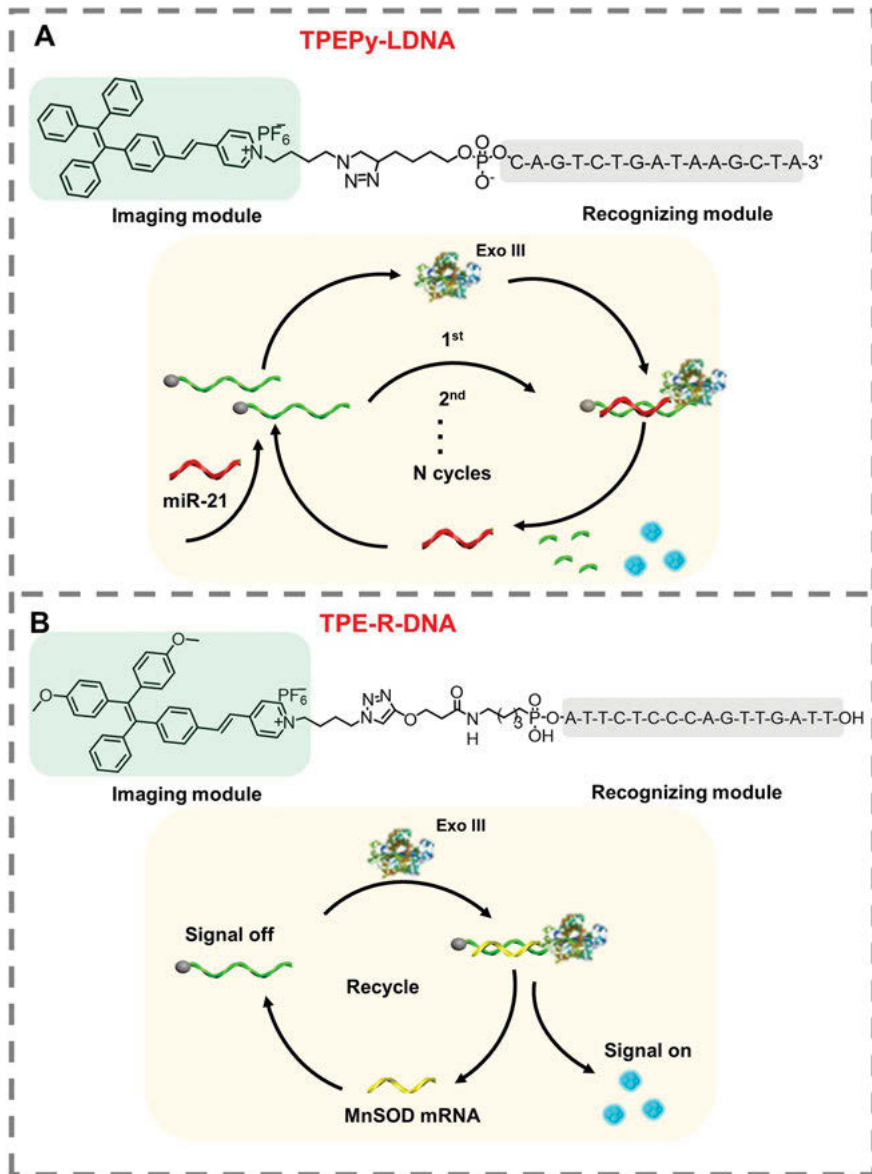 A
TPEPy-LDNA
PF6−
N+
N
N=N
O
O-P-O-C-A-G-T-C-T-G-A-T-A-A-G-C-T-A-3'
O-
Imaging module
Recognizing module
Exo III
1st
2nd
N cycles
miR-21
B
TPE-R-DNA
O
O
PF6−
N+
N=N
N
O
O
N
H
3
O
P-O-A-T-T-C-T-C-C-C-A-G-T-T-G-A-T-T-OH
OH
Imaging module
Recognizing module
Exo III
Signal off
Recycle
Signal on
MnSOD mRNA